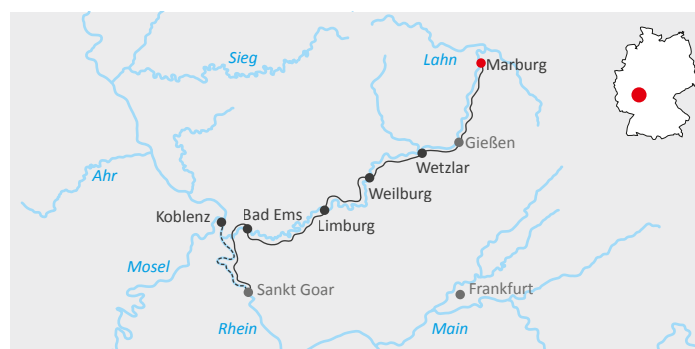 Sieg
Lahn
Marburg
Gießen
Wetzlar
Ahr
Weilburg
Koblenz
Bad Ems
Limburg
Mosel
Sankt Goar
Frankfurt
Rhein
Main